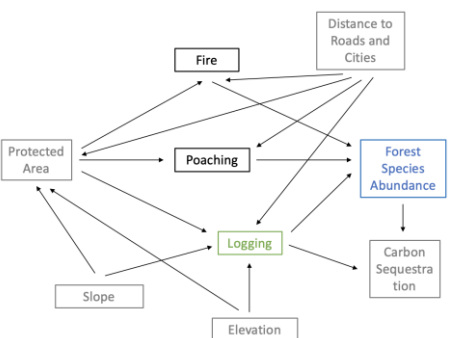 Distance to
Roads and
Cities
Fire
Protected
Area
Poaching
Forest
Species
Abundance
Logging
Carbon
Sequestra
tion
Slope
Elevation